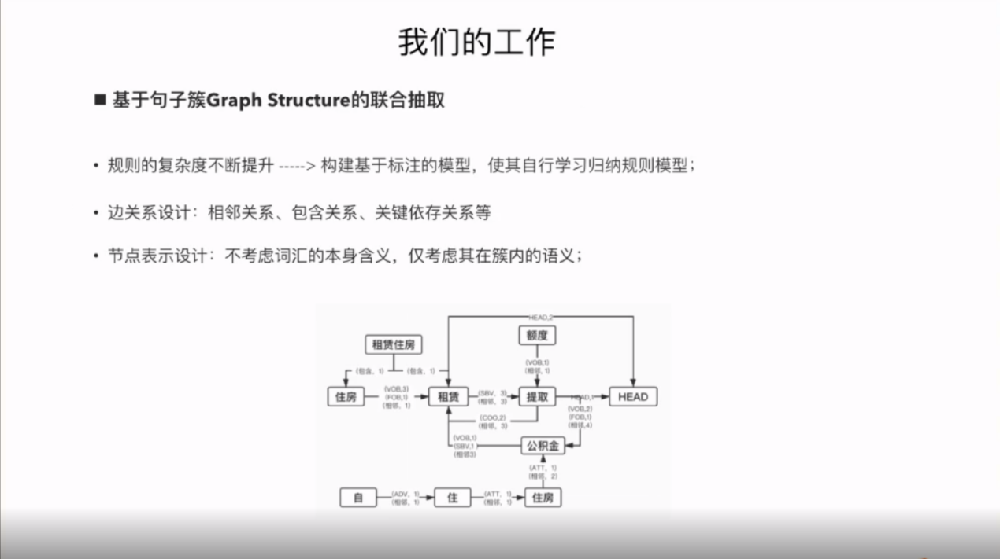 我们的工作
■ 基于句子簇Graph Structure的联合抽取
• 规则的复杂度不断提升 -----> 构建基于标注的模型，使其自行学习归纳规则模型；
• 边关系设计：相邻关系、包含关系、关键依存关系等
• 节点表示设计：不考虑词汇的本身含义，仅考虑其在簇内的语义；
HEAD,2
额度
租赁住房
(VOB,1)
(相邻, 1)
(包含, 1)
(包含, 1)
住房
(VOB,3)
(FOB,1)
(相邻, 1)
租赁
(SBV, 3)
(相邻, 3)
提取
HEAD,1
HEAD
(VOB,2)
(FOB,1)
(相邻,4)
(COO,2)
(相邻, 3)
(VOB,1)
(SBV,1)
(相邻3)
公积金
(ATT, 1)
(相邻, 2)
自
(ADV, 1)
(相邻, 1)
住
(ATT, 1)
(相邻, 1)
住房